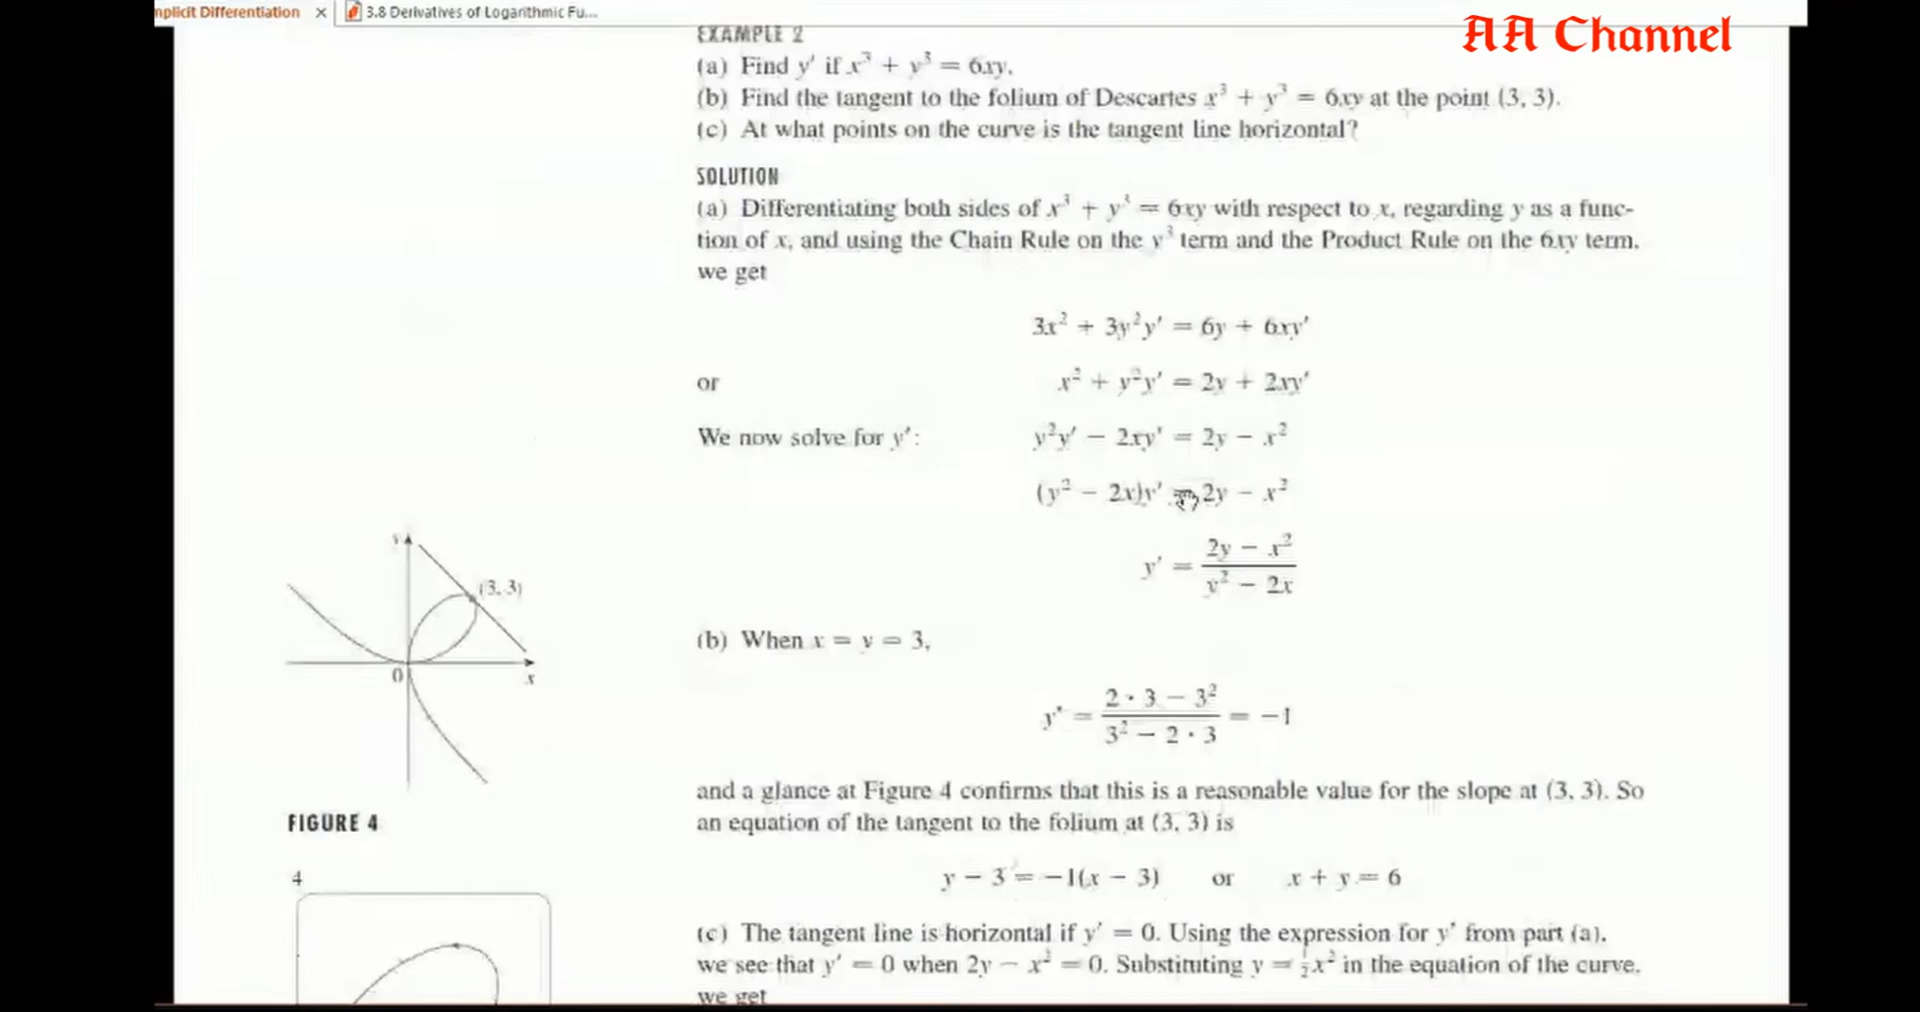 nplicit Differentiation × 3.8 Derivatives of Logarithmic Fu...
AA Channel
EXAMPLE 2
(a) Find y′ if x³ + y³ = 6xy.
(b) Find the tangent to the folium of Descartes x³ + y³ = 6xy at the point (3, 3).
(c) At what points on the curve is the tangent line horizontal?
SOLUTION
(a) Differentiating both sides of x³ + y³ = 6xy with respect to x, regarding y as a func-
tion of x, and using the Chain Rule on the y³ term and the Product Rule on the 6xy term,
we get
3x² + 3y²y′ = 6y + 6xy′
or x² + y²y′ = 2y + 2xy′
We now solve for y′: y²y′ − 2xy′ = 2y − x²
(y² − 2x)y′ = 2y − x²
y′ = (2y − x²)/(y² − 2x)
y
(3, 3)
0
x
FIGURE 4
4
(b) When x = y = 3,
y′ = (2 · 3 − 3²)/(3² − 2 · 3) = −1
and a glance at Figure 4 confirms that this is a reasonable value for the slope at (3, 3). So
an equation of the tangent to the folium at (3, 3) is
y − 3 = −1(x − 3) or x + y = 6
(c) The tangent line is horizontal if y′ = 0. Using the expression for y′ from part (a),
we see that y′ = 0 when 2y − x² = 0. Substituting y = ½x² in the equation of the curve,
we get